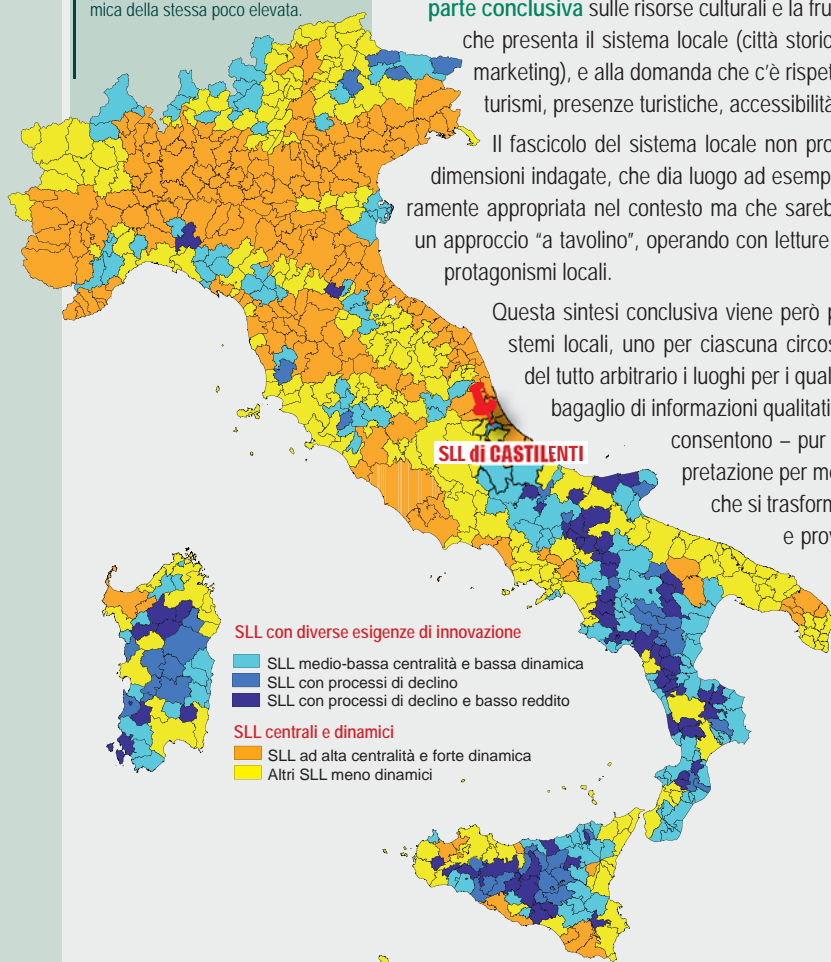 mica della stessa poco elevata.
parte conclusiva sulle risorse culturali e la fru
che presenta il sistema locale (città storic
marketing), e alla domanda che c'è rispet
turismi, presenze turistiche, accessibilità
Il fascicolo del sistema locale non pro
dimensioni indagate, che dia luogo ad esemp
ramente appropriata nel contesto ma che sareb
un approccio “a tavolino”, operando con letture
protagonismi locali.
Questa sintesi conclusiva viene però p
stemi locali, uno per ciascuna circos
del tutto arbitrario i luoghi per i qual
bagaglio di informazioni qualitati
consentono – pur
pretazione per me
che si trasforn
e prov
SLL di CASTILENTI
SLL con diverse esigenze di innovazione
SLL medio-bassa centralità e bassa dinamica
SLL con processi di declino
SLL con processi di declino e basso reddito
SLL centrali e dinamici
SLL ad alta centralità e forte dinamica
Altri SLL meno dinamici